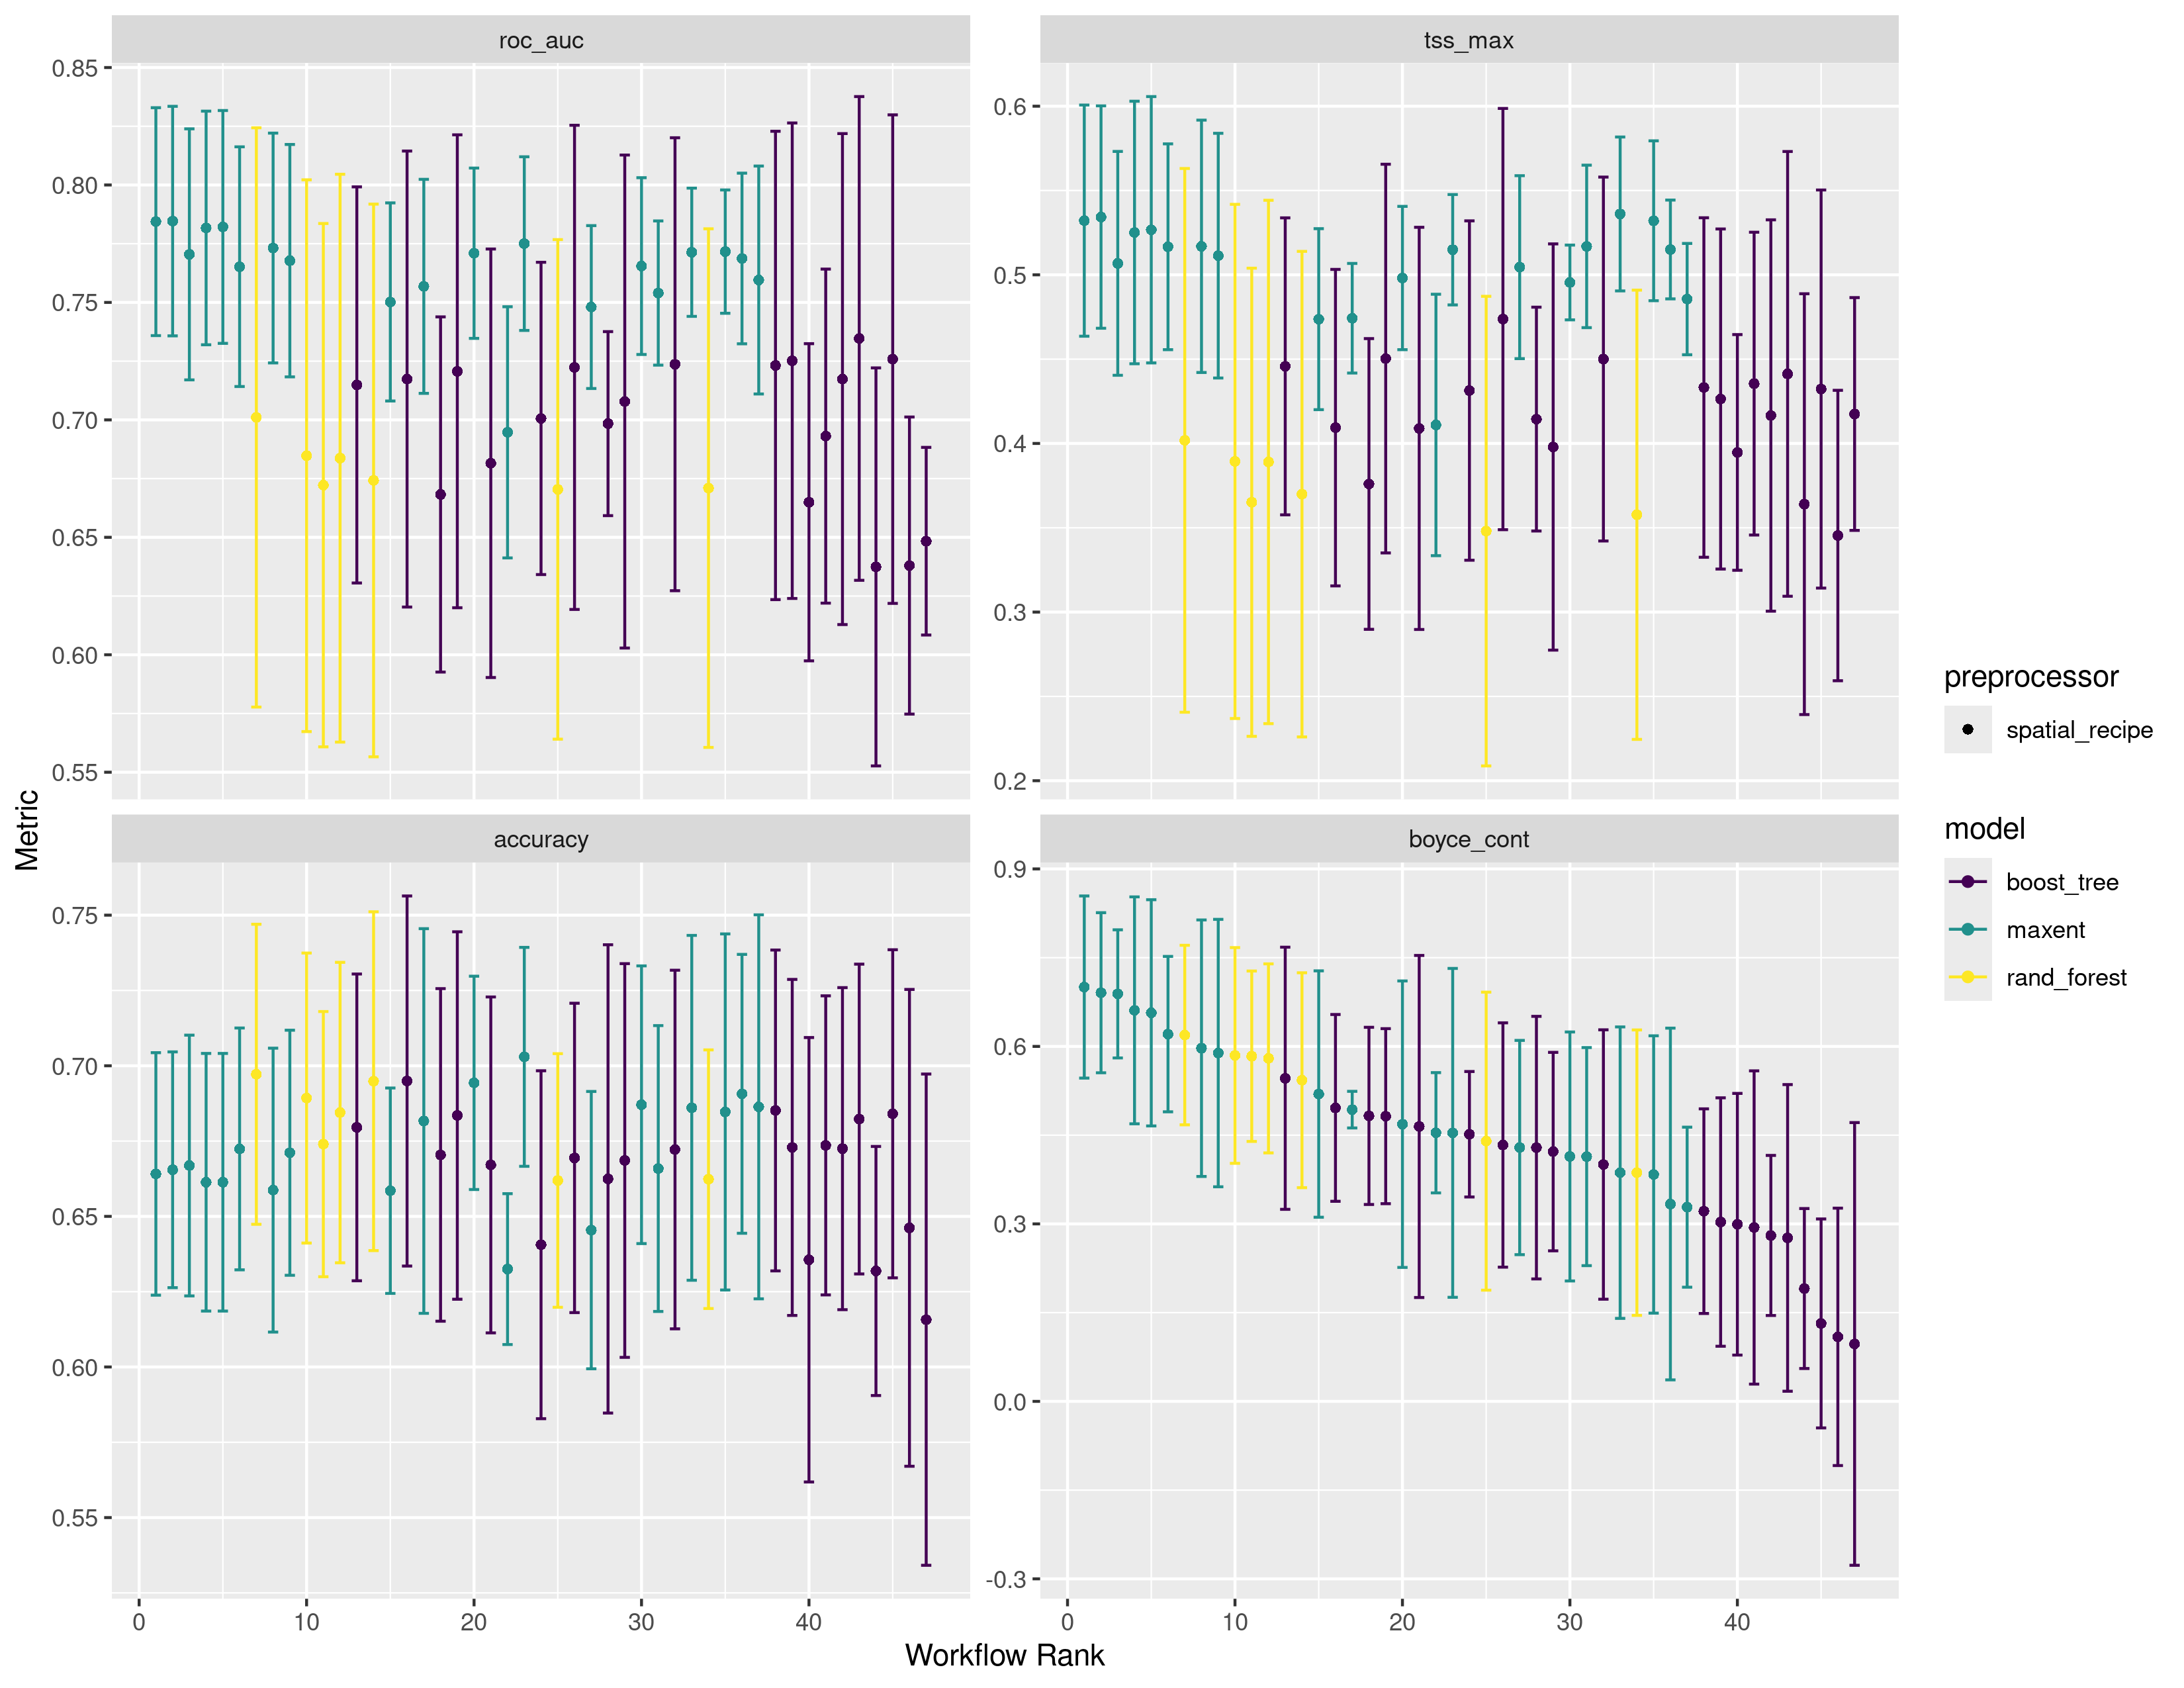 roc_auc
tss_max
0.85
0.80
0.75
0.70
0.65
0.60
0.55
0.6
0.5
0.4
0.3
0.2
accuracy
boyce_cont
0.75
0.70
0.65
0.60
0.55
0.9
0.6
0.3
0.0
-0.3
0 10 20 30 40
0 10 20 30 40
Metric
Workflow Rank
preprocessor
spatial_recipe
model
boost_tree
maxent
rand_forest